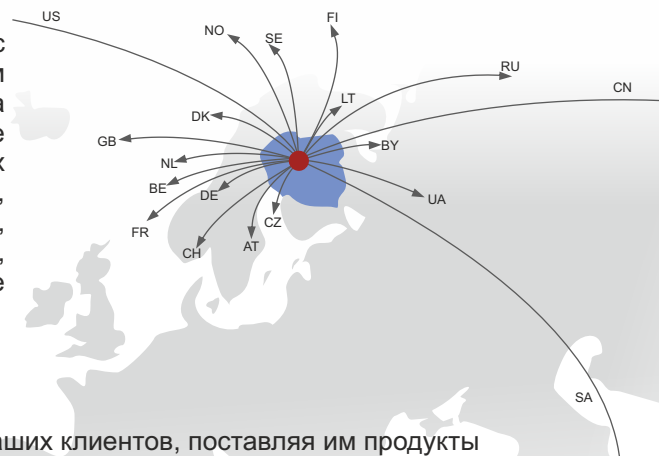 US
NO
SE
FI
RU
CN
LT
DK
GB
BY
NL
BE
DE
UA
FR
CZ
CH
AT
SA
с
а
е
х
,
,
,
е
клиентов, поставляя им продукты